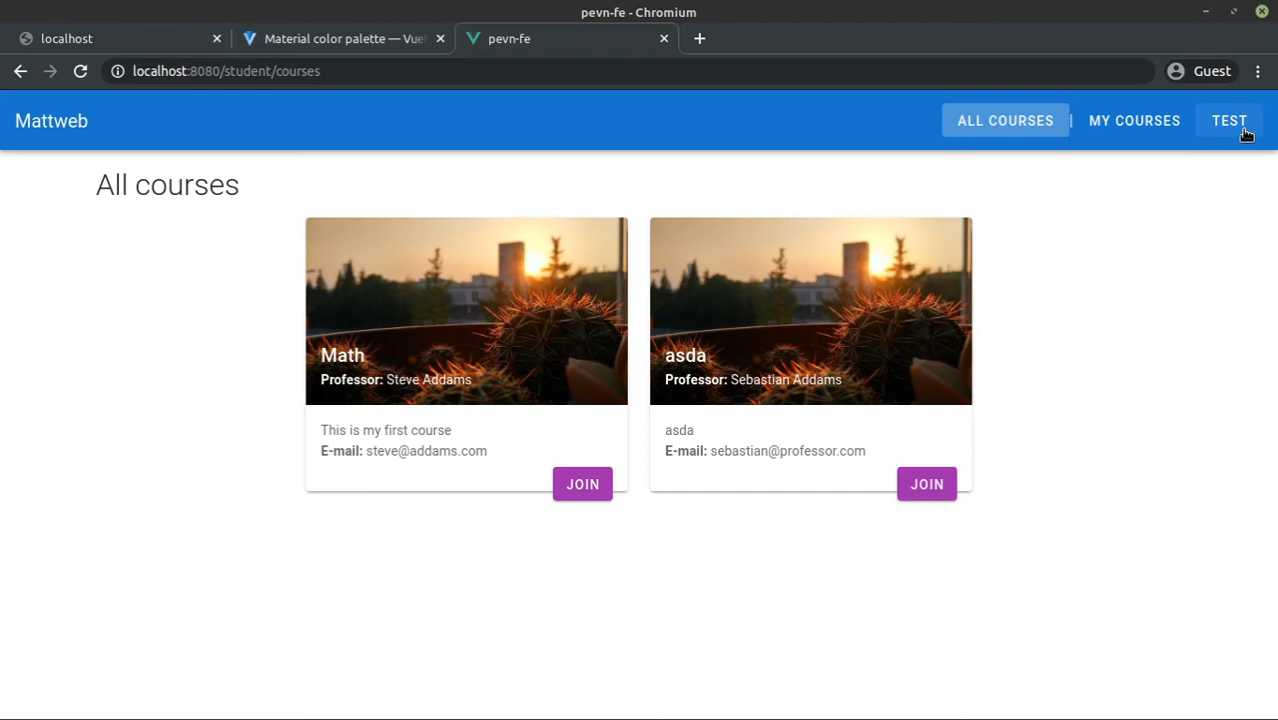 pevn-fe - Chromium
localhost
Material color palette — Vue
pevn-fe
localhost:8080/student/courses
Guest
Mattweb
ALL COURSES | MY COURSES TEST
All courses
Math
Professor: Steve Addams
This is my first course
E-mail: steve@addams.com
JOIN
asda
Professor: Sebastian Addams
asda
E-mail: sebastian@professor.com
JOIN